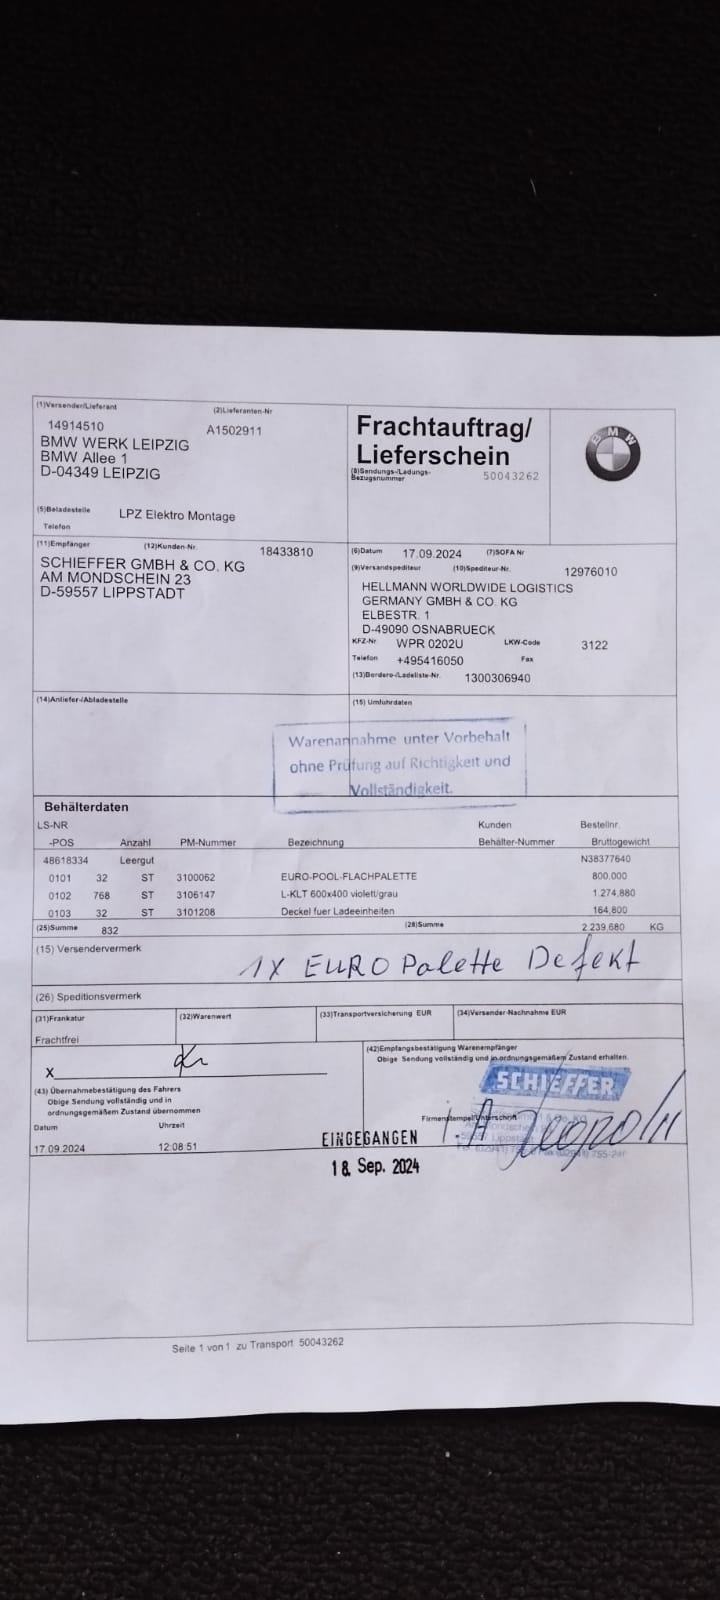 (1)Versender/Lieferant
(2)Lieferanten-Nr
14914510
A1502911
BMW WERK LEIPZIG
BMW Allee 1
D-04349 LEIPZIG
(5)Beladestelle
LPZ Elektro Montage
Telefon
Frachtauftrag/
Lieferschein
(8)Sendungs-/Ladungs-
Bezugsnummer
50043262
BMW
(11)Empfänger
(12)Kunden-Nr.
18433810
SCHIEFFER GMBH & CO. KG
AM MONDSCHEIN 23
D-59557 LIPPSTADT
(6)Datum 17.09.2024 (7)SOFA Nr
(9)Versandspediteur (10)Spediteur-Nr. 12976010
HELLMANN WORLDWIDE LOGISTICS
GERMANY GMBH & CO. KG
ELBESTR. 1
D-49090 OSNABRUECK
KFZ-Nr WPR 0202U LKW-Code 3122
Telefon +495416050 Fax
(13)Bordero-/Ladeliste-Nr. 1300306940
(14)Anliefer-/Abladestelle
(15) Umfuhrdaten
Warenannahme unter Vorbehalt
ohne Prüfung auf Richtigkeit und
Vollständigkeit.
Behälterdaten
LS-NR Kunden Bestellnr.
-POS Anzahl PM-Nummer Bezeichnung Behälter-Nummer Bruttogewicht
48618334 Leergut N38377640
0101 32 ST 3100062 EURO-POOL-FLACHPALETTE 800,000
0102 768 ST 3106147 L-KLT 600x400 violett/grau 1.274,880
0103 32 ST 3101208 Deckel fuer Ladeeinheiten 164,800
(25)Summe 832 (28)Summe 2.239,680 KG
(15) Versendervermerk
1X EURO Palette Defekt
(26) Speditionsvermerk
(31)Frankatur
(32)Warenwert
(33)Transportversicherung EUR
(34)Versender-Nachnahme EUR
Frachtfrei
X
(43) Übernahmebestätigung des Fahrers
Obige Sendung vollständig und in
ordnungsgemäßem Zustand übernommen
Datum Uhrzeit
17.09.2024 12:08:51
(42)Empfangsbestätigung Warenempfänger
Obige Sendung vollständig und in ordnungsgemäßem Zustand erhalten.
SCHIEFFER
Firmenstempel/Unterschrift
i.A
EINGEGANGEN
18. Sep. 2024
Seite 1 von 1 zu Transport 50043262